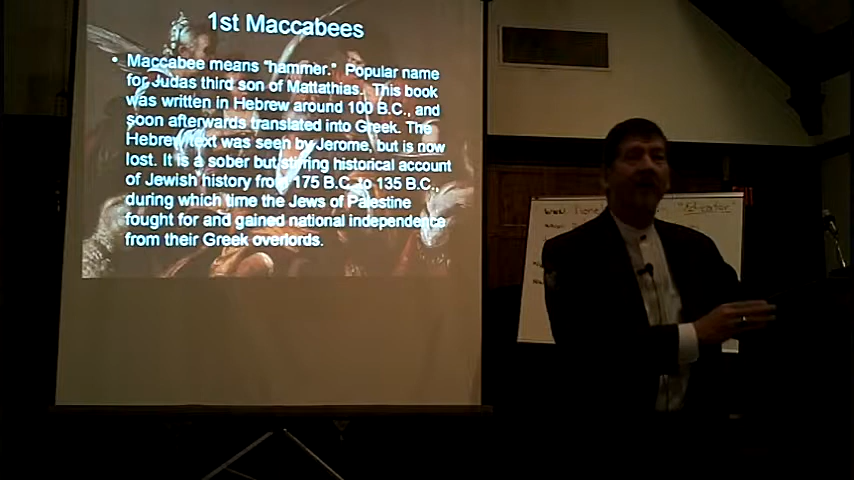 1st Maccabees
• Maccabee means "hammer." Popular name
for Judas third son of Mattathias. This book
was written in Hebrew around 100 B.C., and
soon afterwards translated into Greek. The
Hebrew text was seen by Jerome, but is now
lost. It is a sober but stirring historical account
of Jewish history from 175 B.C. to 135 B.C.,
during which time the Jews of Palestine
fought for and gained national independence
from their Greek overlords.